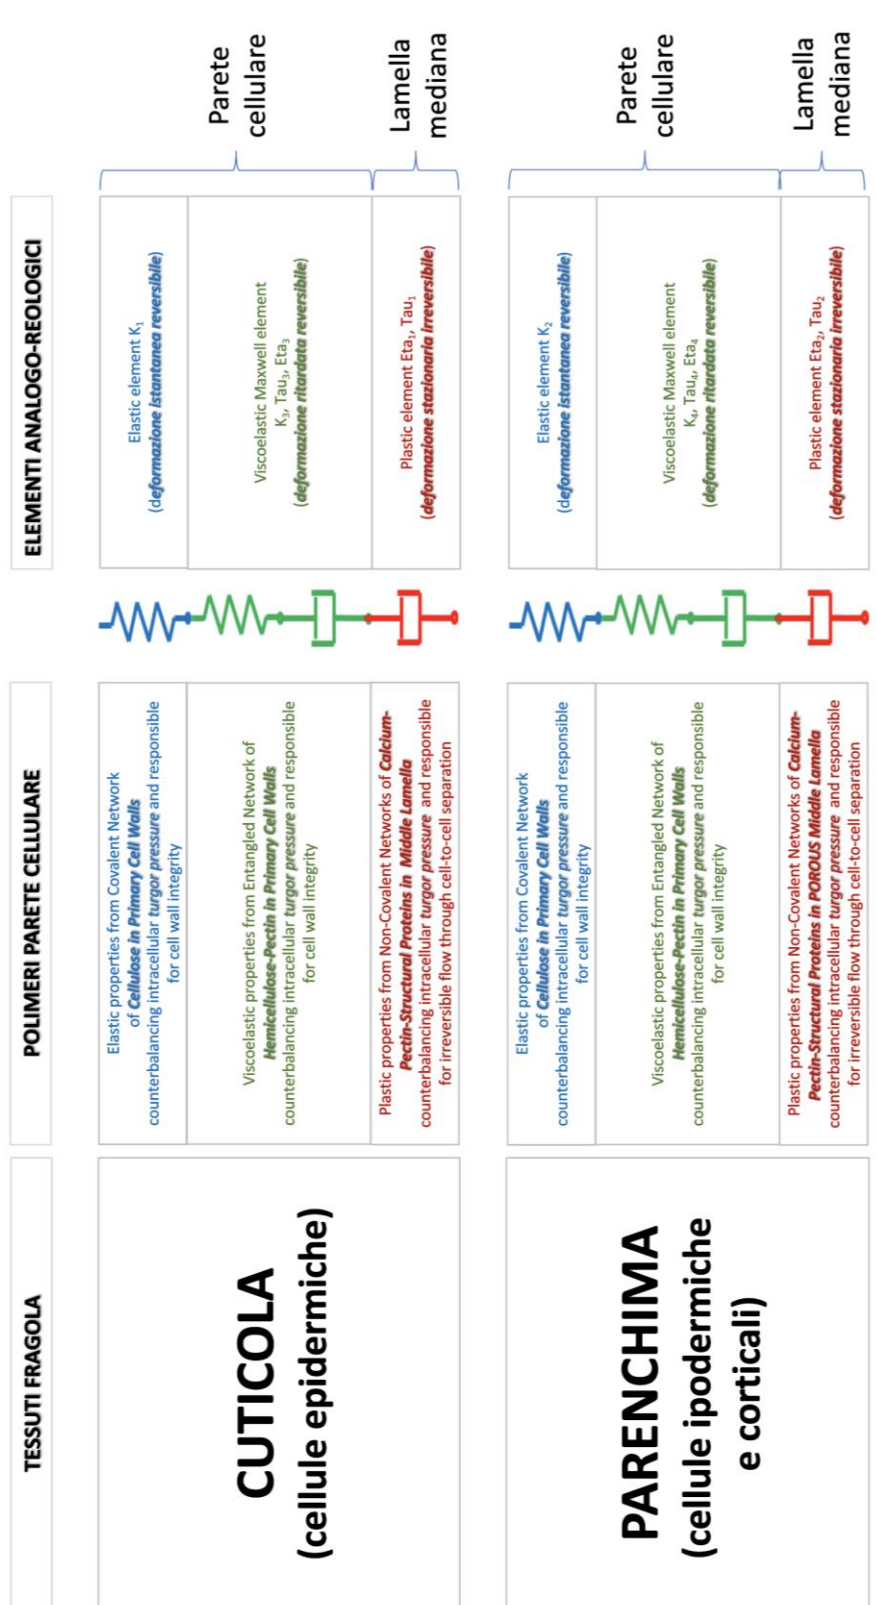 TESSUTI FRAGOLA
POLIMERI PARETE CELLULARE
ELEMENTI ANALOGO-REOLOGICI
CUTICOLA
(cellule epidermiche)
Elastic properties from Covalent Network
of Cellulose in Primary Cell Walls
counterbalancing intracellular turgor pressure and responsible
for cell wall integrity
Viscoelastic properties from Entangled Network of
Hemicellulose-Pectin in Primary Cell Walls
counterbalancing intracellular turgor pressure and responsible
for cell wall integrity
Plastic properties from Non-Covalent Networks of Calcium-
Pectin-Structural Proteins in Middle Lamella
counterbalancing intracellular turgor pressure and responsible
for irreversible flow through cell-to-cell separation
Elastic element K₁
(deformazione istantanea reversibile)
Viscoelastic Maxwell element
K₃, Tau₃, Eta₃
(deformazione ritardata reversibile)
Plastic element Eta₁, Tau₁
(deformazione stazionaria irreversibile)
Parete
cellulare
Lamella
mediana
PARENCHIMA
(cellule ipodermiche
e corticali)
Elastic properties from Covalent Network
of Cellulose in Primary Cell Walls
counterbalancing intracellular turgor pressure and responsible
for cell wall integrity
Viscoelastic properties from Entangled Network of
Hemicellulose-Pectin in Primary Cell Walls
counterbalancing intracellular turgor pressure and responsible
for cell wall integrity
Plastic properties from Non-Covalent Networks of Calcium-
Pectin-Structural Proteins in POROUS Middle Lamella
counterbalancing intracellular turgor pressure and responsible
for irreversible flow through cell-to-cell separation
Elastic element K₂
(deformazione istantanea reversibile)
Viscoelastic Maxwell element
K₄, Tau₄, Eta₄
(deformazione ritardata reversibile)
Plastic element Eta₂, Tau₂
(deformazione stazionaria irreversibile)
Parete
cellulare
Lamella
mediana